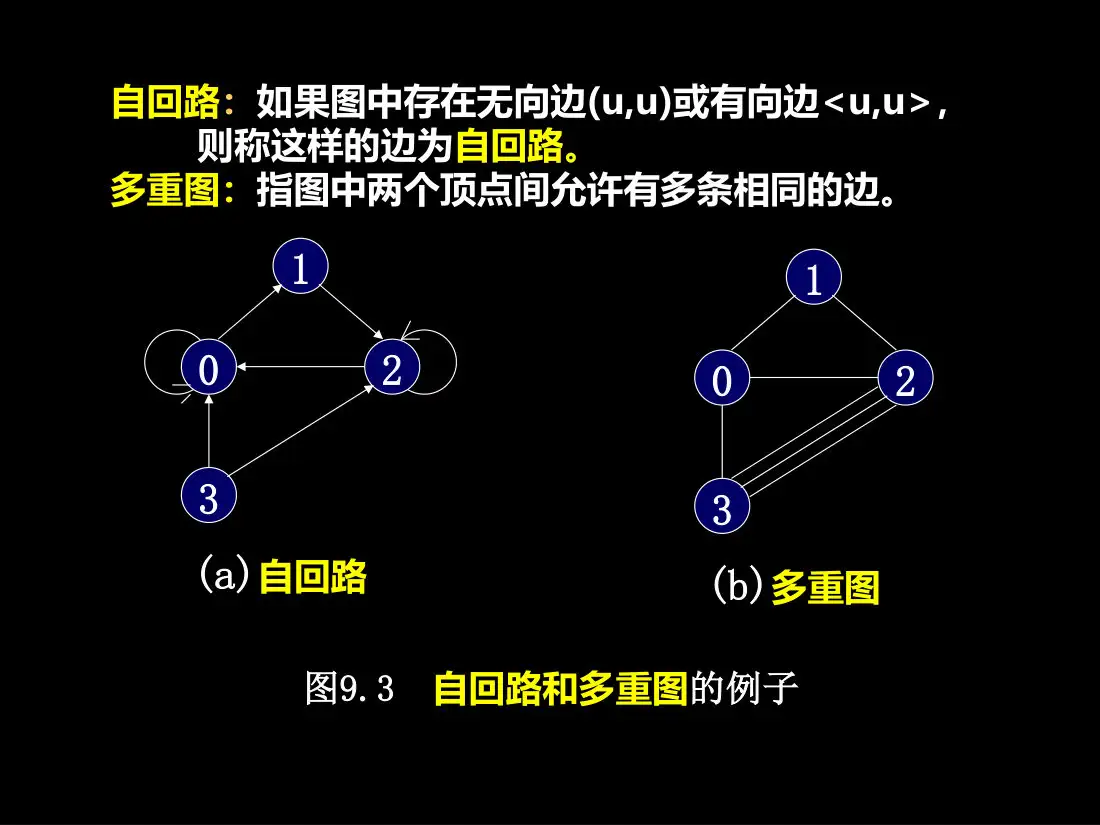 自回路：如果图中存在无向边(u,u)或有向边<u,u>，
则称这样的边为自回路。
多重图：指图中两个顶点间允许有多条相同的边。
1
0
2
3
(a)自回路
1
0
2
3
(b)多重图
图9.3 自回路和多重图的例子